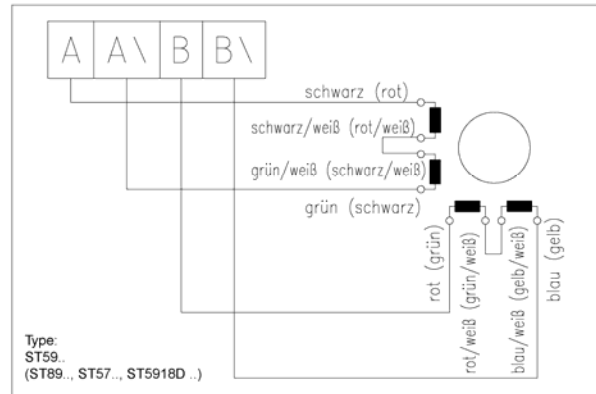 A A\ B B\
schwarz (rot)
schwarz/weiß (rot/weiß)
grün/weiß (schwarz/weiß)
grün (schwarz)
rot (grün)
rot/weiß (grün/weiß)
blau/weiß (gelb/weiß)
blau (gelb)
Type:
ST59..
(ST89.., ST57.., ST5918D ..)